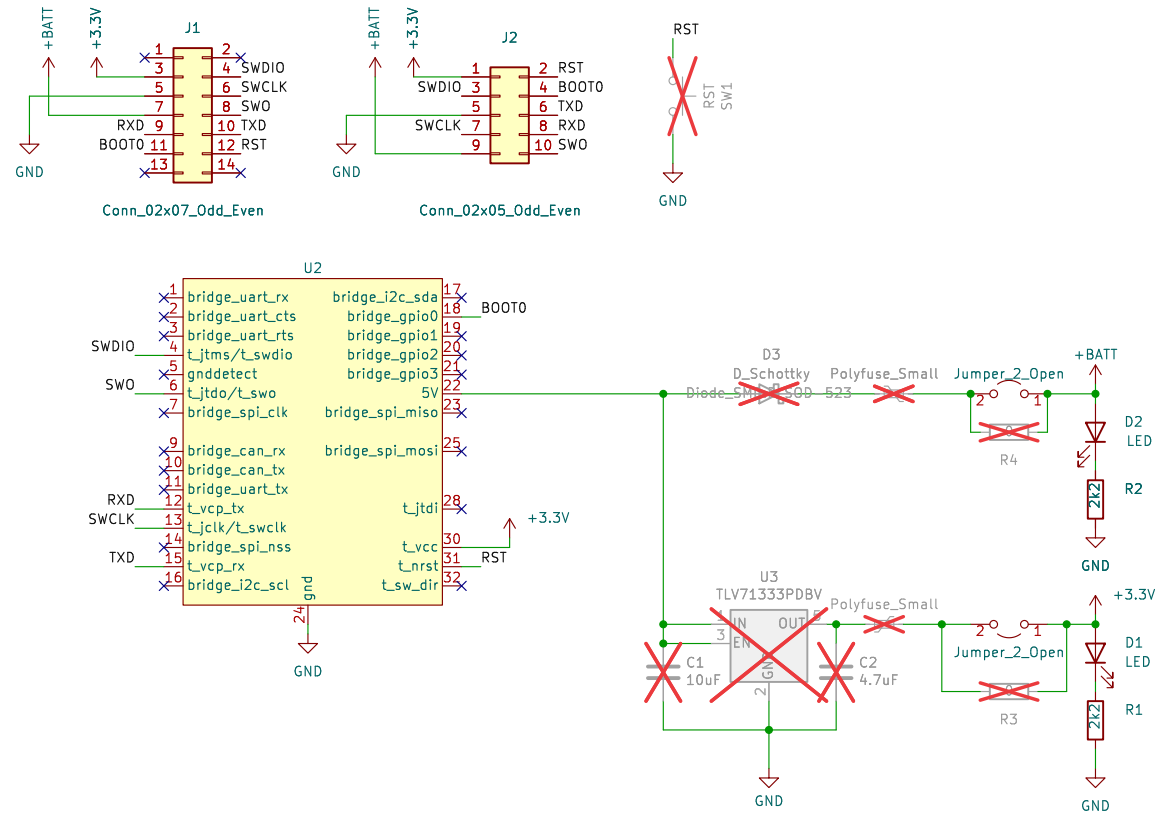 +BATT
+3.3V
J1
1
2
3
4
SWDIO
5
6
SWCLK
7
8
SWO
RXD
9
10
TXD
BOOT0
11
12
RST
13
14
GND
Conn_02x07_Odd_Even
+BATT
+3.3V
J2
1
2
RST
SWDIO
3
4
BOOT0
5
6
TXD
SWCLK
7
8
RXD
9
10
SWO
GND
Conn_02x05_Odd_Even
RST
RST
SW1
GND
U2
1
bridge_uart_rx
bridge_i2c_sda
17
2
bridge_uart_cts
bridge_gpio0
18
BOOT0
3
bridge_uart_rts
bridge_gpio1
19
SWDIO
4
t_jtms/t_swdio
bridge_gpio2
20
5
gnddetect
bridge_gpio3
21
SWO
6
t_jtdo/t_swo
5V
22
7
bridge_spi_clk
bridge_spi_miso
23
9
bridge_can_rx
bridge_spi_mosi
25
10
bridge_can_tx
11
bridge_uart_tx
RXD
12
t_vcp_tx
t_jtdi
28
SWCLK
13
t_jclk/t_swclk
+3.3V
14
bridge_spi_nss
t_vcc
30
TXD
15
t_vcp_rx
t_nrst
31
RST
16
bridge_i2c_scl
t_sw_dir
32
gnd
24
GND
D3
D_Schottky
Polyfuse_Small
Jumper_2_Open
2
1
R4
+BATT
D2
LED
2k2
R2
GND
U3
TLV71333PDBV
1
IN
OUT
5
3
EN
GND
2
C1
10uF
C2
4.7uF
GND
Polyfuse_Small
2
1
Jumper_2_Open
R3
+3.3V
D1
LED
2k2
R1
GND